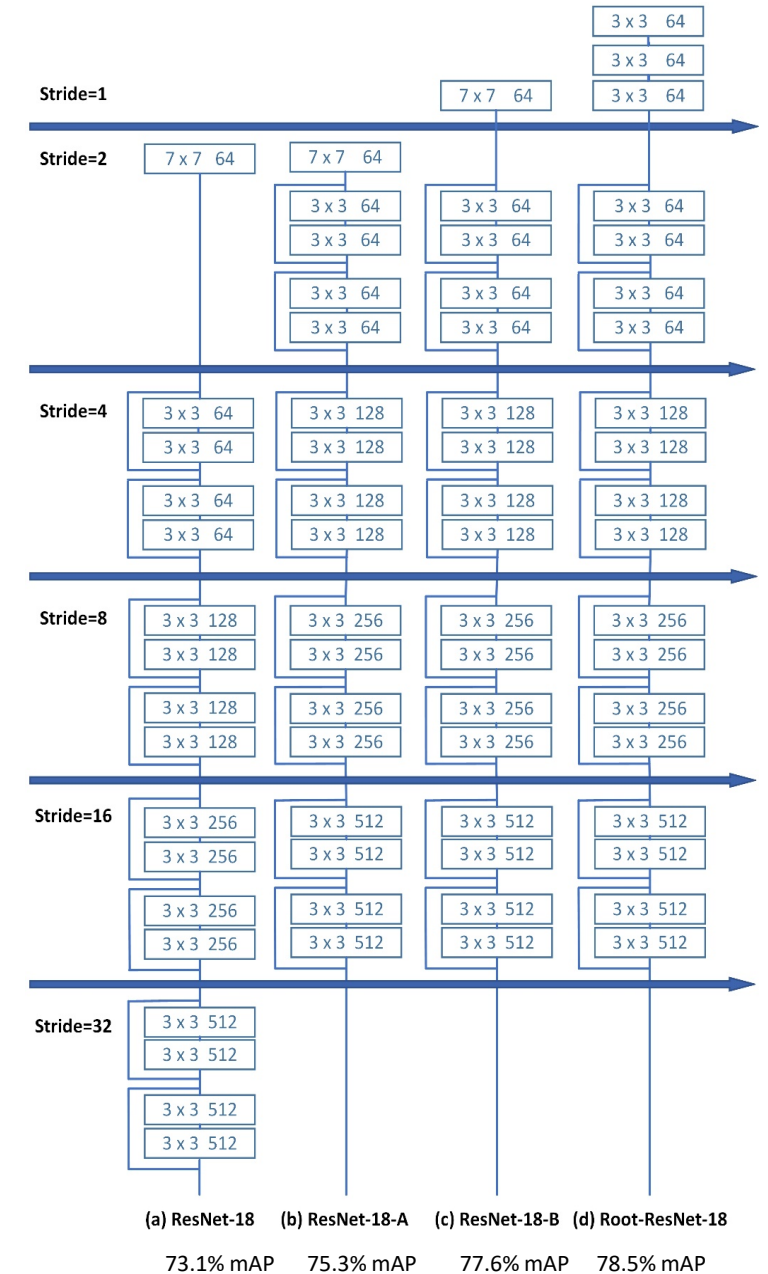 3 x 3 64
3 x 3 64
Stride=1 7 x 7 64 3 x 3 64
Stride=2 7 x 7 64 7 x 7 64
3 x 3 64 3 x 3 64 3 x 3 64
3 x 3 64 3 x 3 64 3 x 3 64
3 x 3 64 3 x 3 64 3 x 3 64
3 x 3 64 3 x 3 64 3 x 3 64
Stride=4 3 x 3 64 3 x 3 128 3 x 3 128 3 x 3 128
3 x 3 64 3 x 3 128 3 x 3 128 3 x 3 128
3 x 3 64 3 x 3 128 3 x 3 128 3 x 3 128
3 x 3 64 3 x 3 128 3 x 3 128 3 x 3 128
Stride=8 3 x 3 128 3 x 3 256 3 x 3 256 3 x 3 256
3 x 3 128 3 x 3 256 3 x 3 256 3 x 3 256
3 x 3 128 3 x 3 256 3 x 3 256 3 x 3 256
3 x 3 128 3 x 3 256 3 x 3 256 3 x 3 256
Stride=16 3 x 3 256 3 x 3 512 3 x 3 512 3 x 3 512
3 x 3 256 3 x 3 512 3 x 3 512 3 x 3 512
3 x 3 256 3 x 3 512 3 x 3 512 3 x 3 512
3 x 3 256 3 x 3 512 3 x 3 512 3 x 3 512
Stride=32 3 x 3 512
3 x 3 512
3 x 3 512
3 x 3 512
(a) ResNet-18 (b) ResNet-18-A (c) ResNet-18-B (d) Root-ResNet-18
73.1% mAP 75.3% mAP 77.6% mAP 78.5% mAP